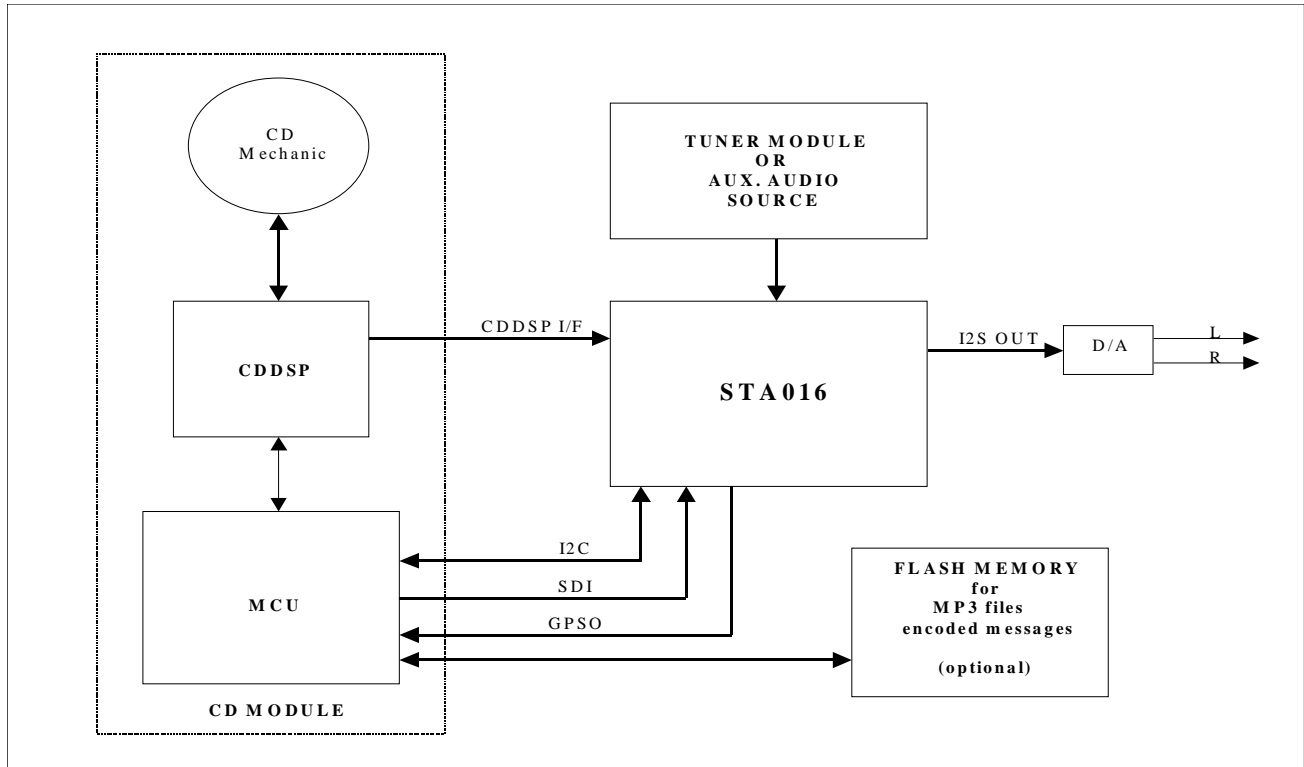 CD
Mechanic
TUNER MODULE
OR
AUX. AUDIO
SOURCE
CDDSP
CDDSP I/F
STA016
I2S OUT
D/A
L
R
MCU
I2C
SDI
GPSO
FLASH MEMORY
for
MP3 files
encoded messages
(optional)
CD MODULE